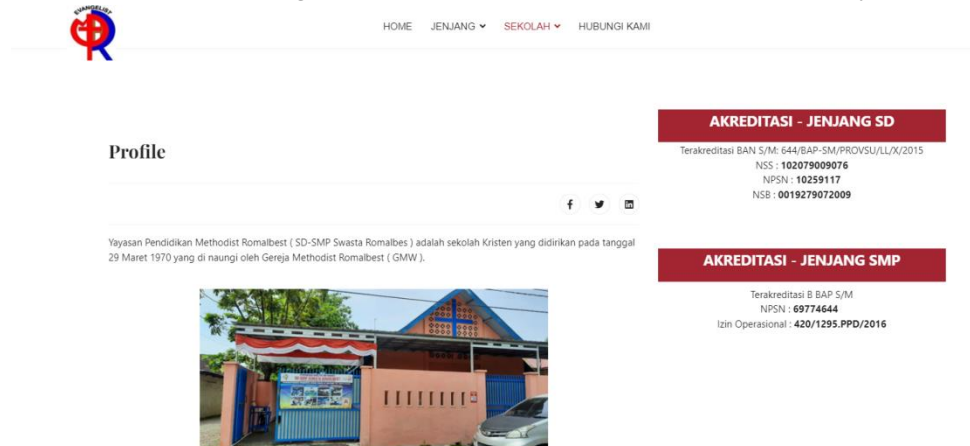 EVANGELIST
HOME JENJANG SEKOLAH HUBUNGI KAMI
Profile
Yayasan Pendidikan Methodist Romalbest ( SD-SMP Swasta Romalbes ) adalah sekolah Kristen yang didirikan pada tanggal
29 Maret 1970 yang di naungi oleh Gereja Methodist Romalbest ( GMW ).
AKREDITASI - JENJANG SD
Terakreditasi BAN S/M: 644/BAP-SM/PROVSU/LL/X/2015
NSS : 102079009076
NPSN : 10259117
NSB : 0019279072009
AKREDITASI - JENJANG SMP
Terakreditasi B BAP S/M
NPSN : 69774644
Izin Operasional : 420/1295.PPD/2016